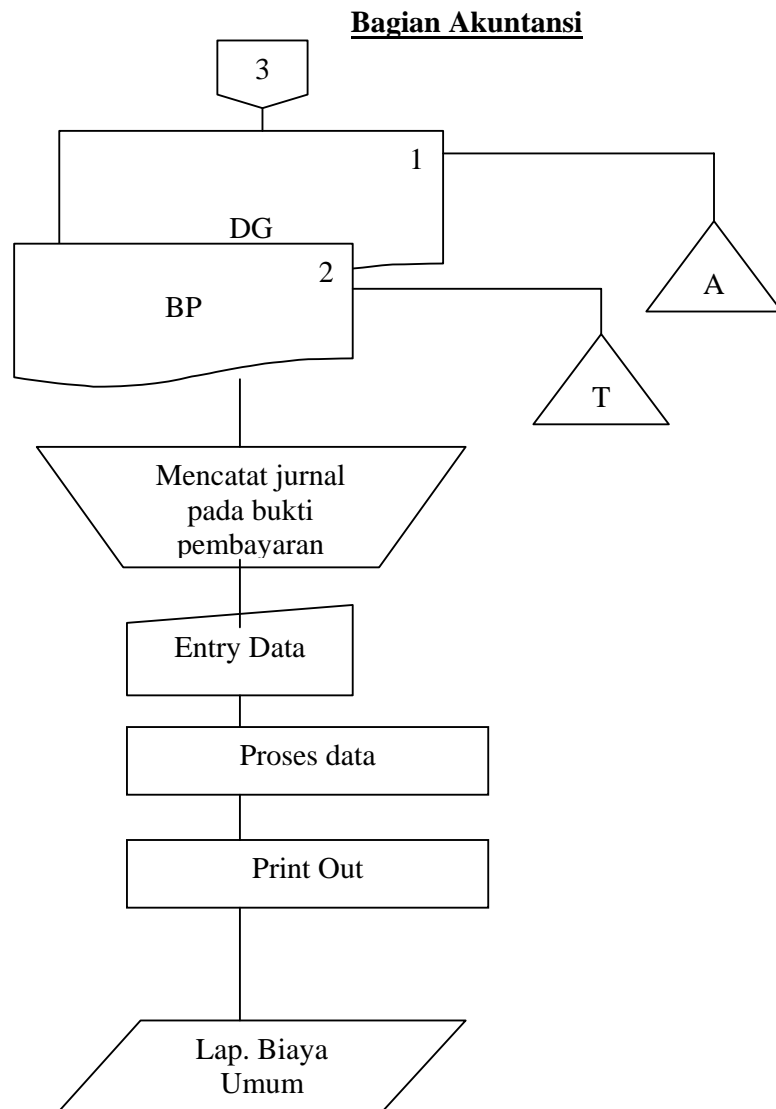 Bagian Akuntansi
3
1
DG
A
2
BP
T
Mencatat jurnal
pada bukti
pembayaran
Entry Data
Proses data
Print Out
Lap. Biaya
Umum